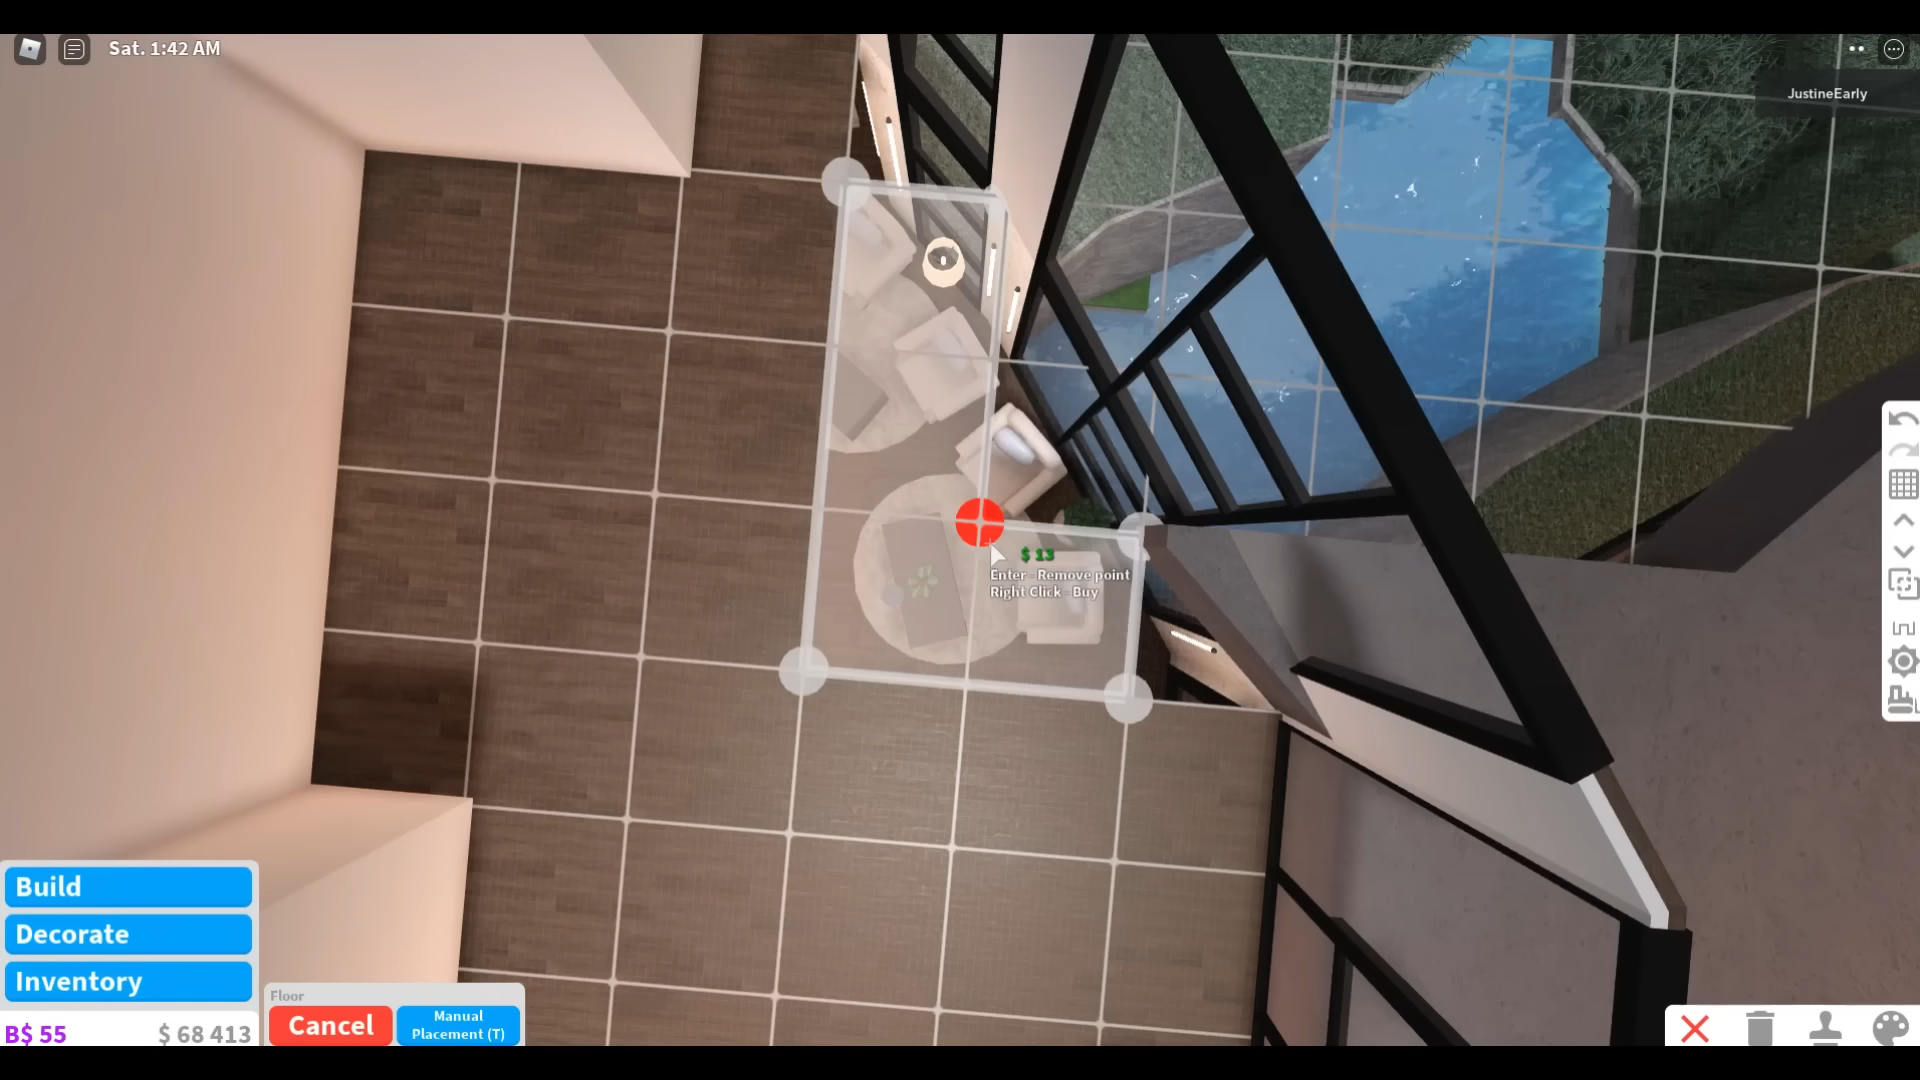 Sat. 1:42 AM
JustineEarly
$ 13
Enter - Remove point
Right Click - Buy
Build
Decorate
Inventory
B$ 55
$ 68 413
Floor
Cancel
Manual
Placement (T)